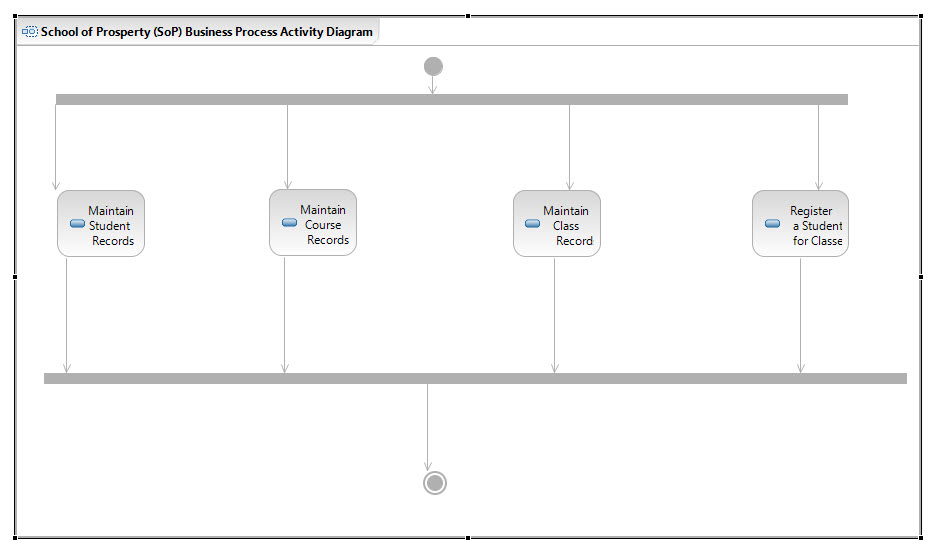 School of Prosperty (SoP) Business Process Activity Diagram
Maintain
Student
Records
Maintain
Course
Records
Maintain
Class
Record
Register
a Student
for Classe